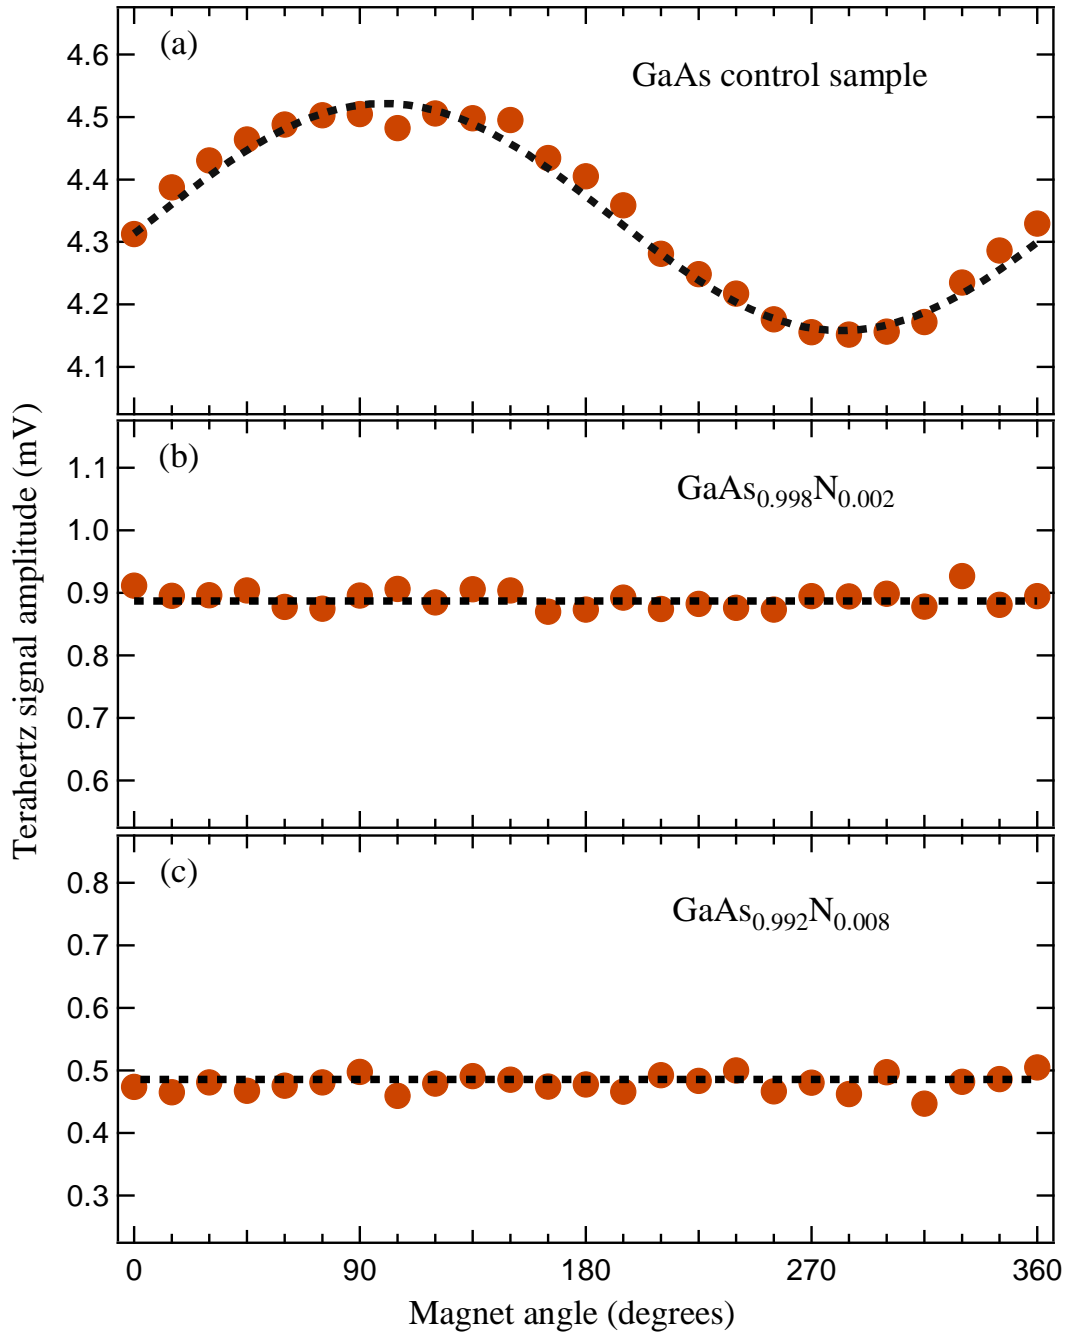 (a)
GaAs control sample
4.6
4.5
4.4
4.3
4.2
4.1
(b)
GaAs0.998N0.002
1.1
1.0
0.9
0.8
0.7
0.6
(c)
GaAs0.992N0.008
0.8
0.7
0.6
0.5
0.4
0.3
Terahertz signal amplitude (mV)
0 90 180 270 360
Magnet angle (degrees)